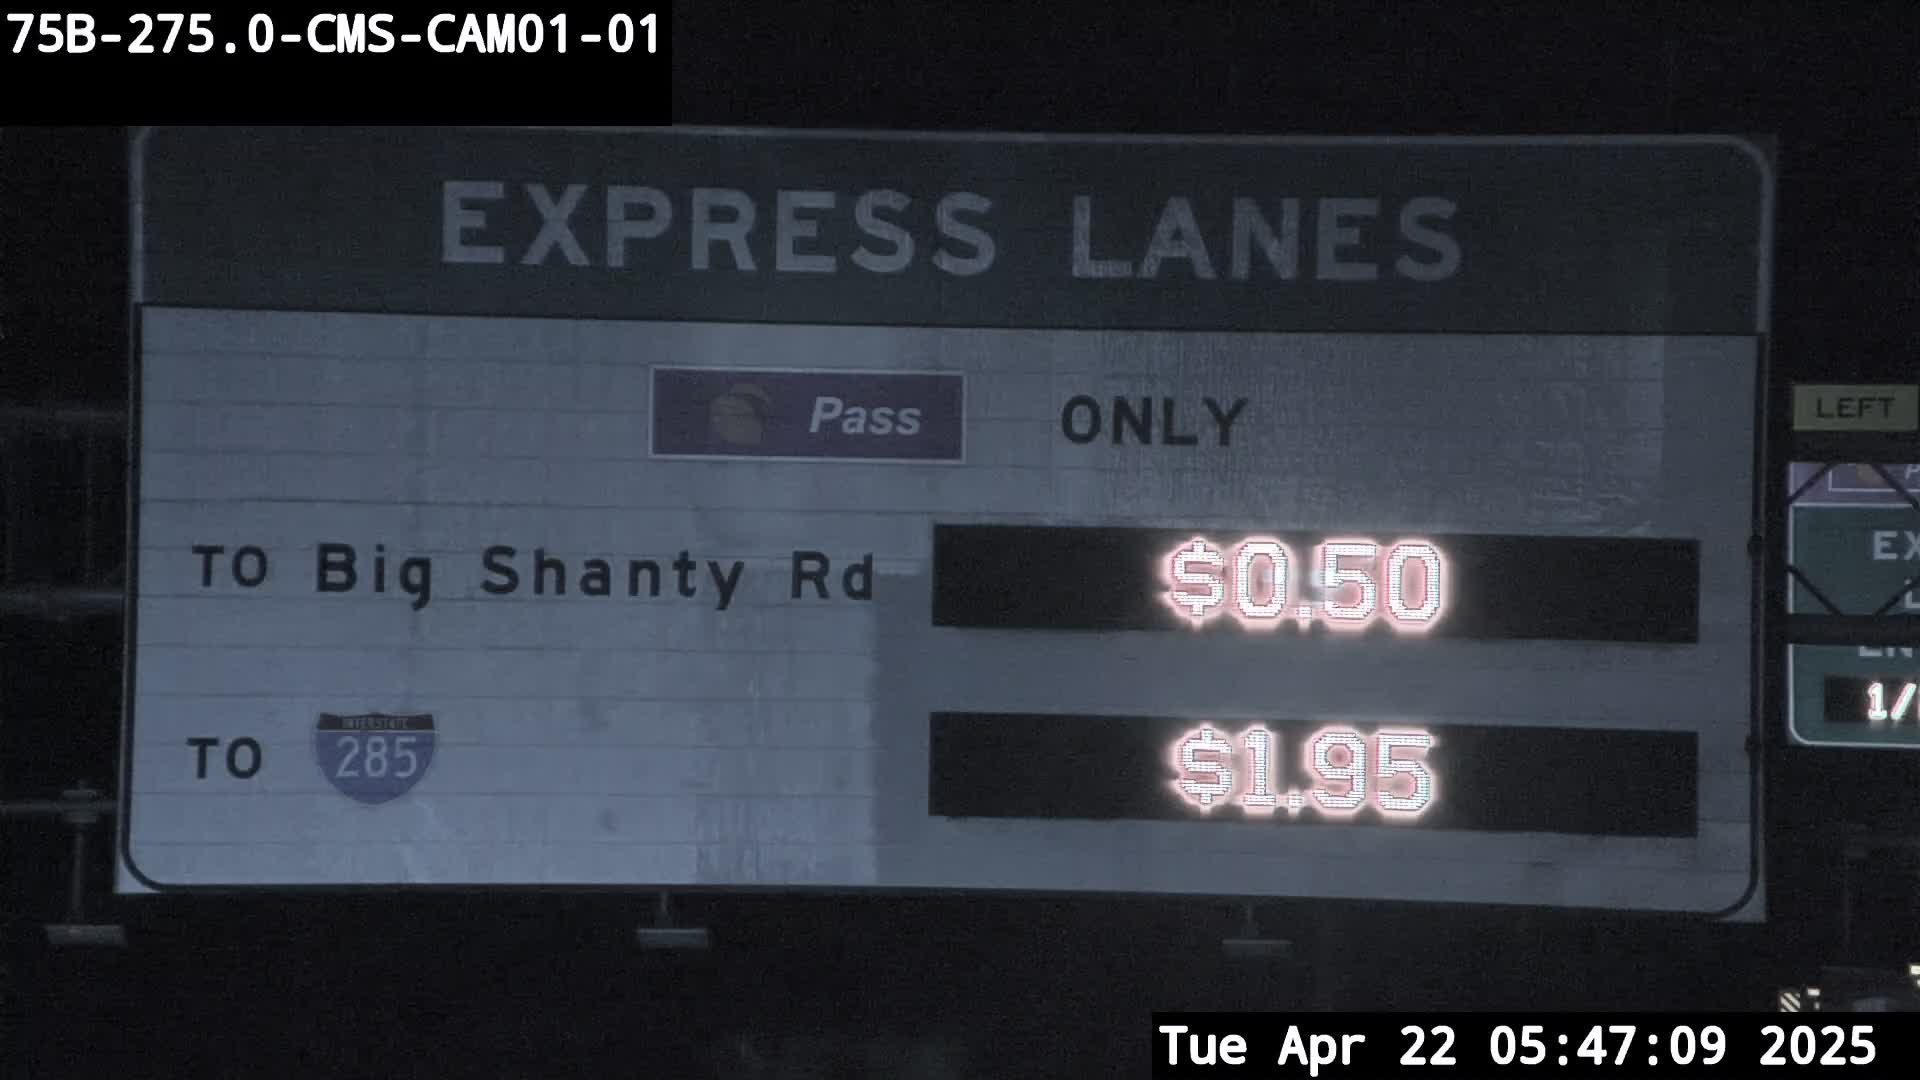 75B-275.0-CMS-CAM01-01
EXPRESS LANES
Pass ONLY
TO Big Shanty Rd $0.50
TO INTERSTATE 285 $1.95
LEFT
Tue Apr 22 05:47:09 2025